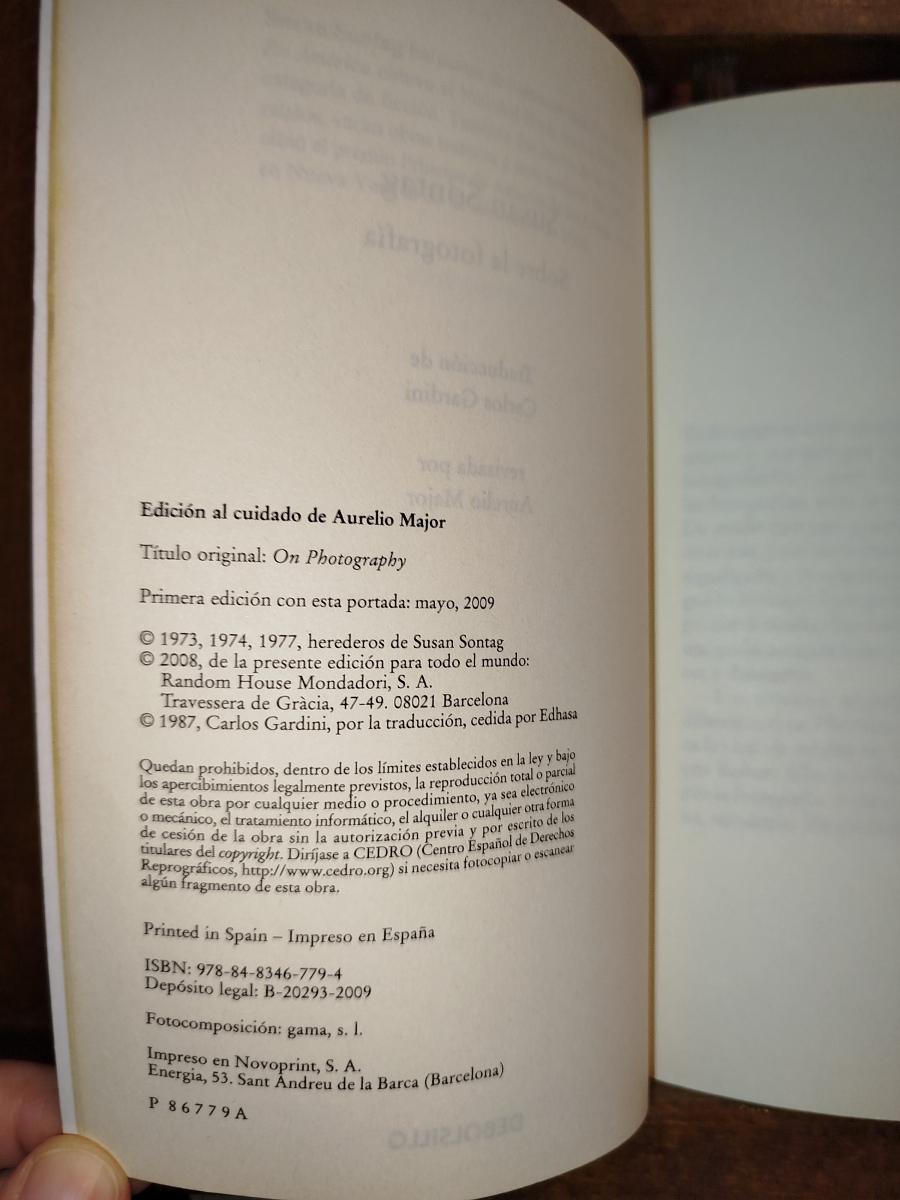 Edición al cuidado de Aurelio Major
Título original: On Photography
Primera edición con esta portada: mayo, 2009
© 1973, 1974, 1977, herederos de Susan Sontag
© 2008, de la presente edición para todo el mundo:
Random House Mondadori, S. A.
Travessera de Gràcia, 47-49. 08021 Barcelona
© 1987, Carlos Gardini, por la traducción, cedida por Edhasa
Quedan prohibidos, dentro de los límites establecidos en la ley y bajo
los apercibimientos legalmente previstos, la reproducción total o parcial
de esta obra por cualquier medio o procedimiento, ya sea electrónico
o mecánico, el tratamiento informático, el alquiler o cualquier otra forma
de cesión de la obra sin la autorización previa y por escrito de los
titulares del copyright. Diríjase a CEDRO (Centro Español de Derechos
Reprográficos, http://www.cedro.org) si necesita fotocopiar o escanear
algún fragmento de esta obra.
Printed in Spain – Impreso en España
ISBN: 978-84-8346-779-4
Depósito legal: B-20293-2009
Fotocomposición: gama, s. l.
Impreso en Novoprint, S. A.
Energia, 53. Sant Andreu de la Barca (Barcelona)
P 86779A